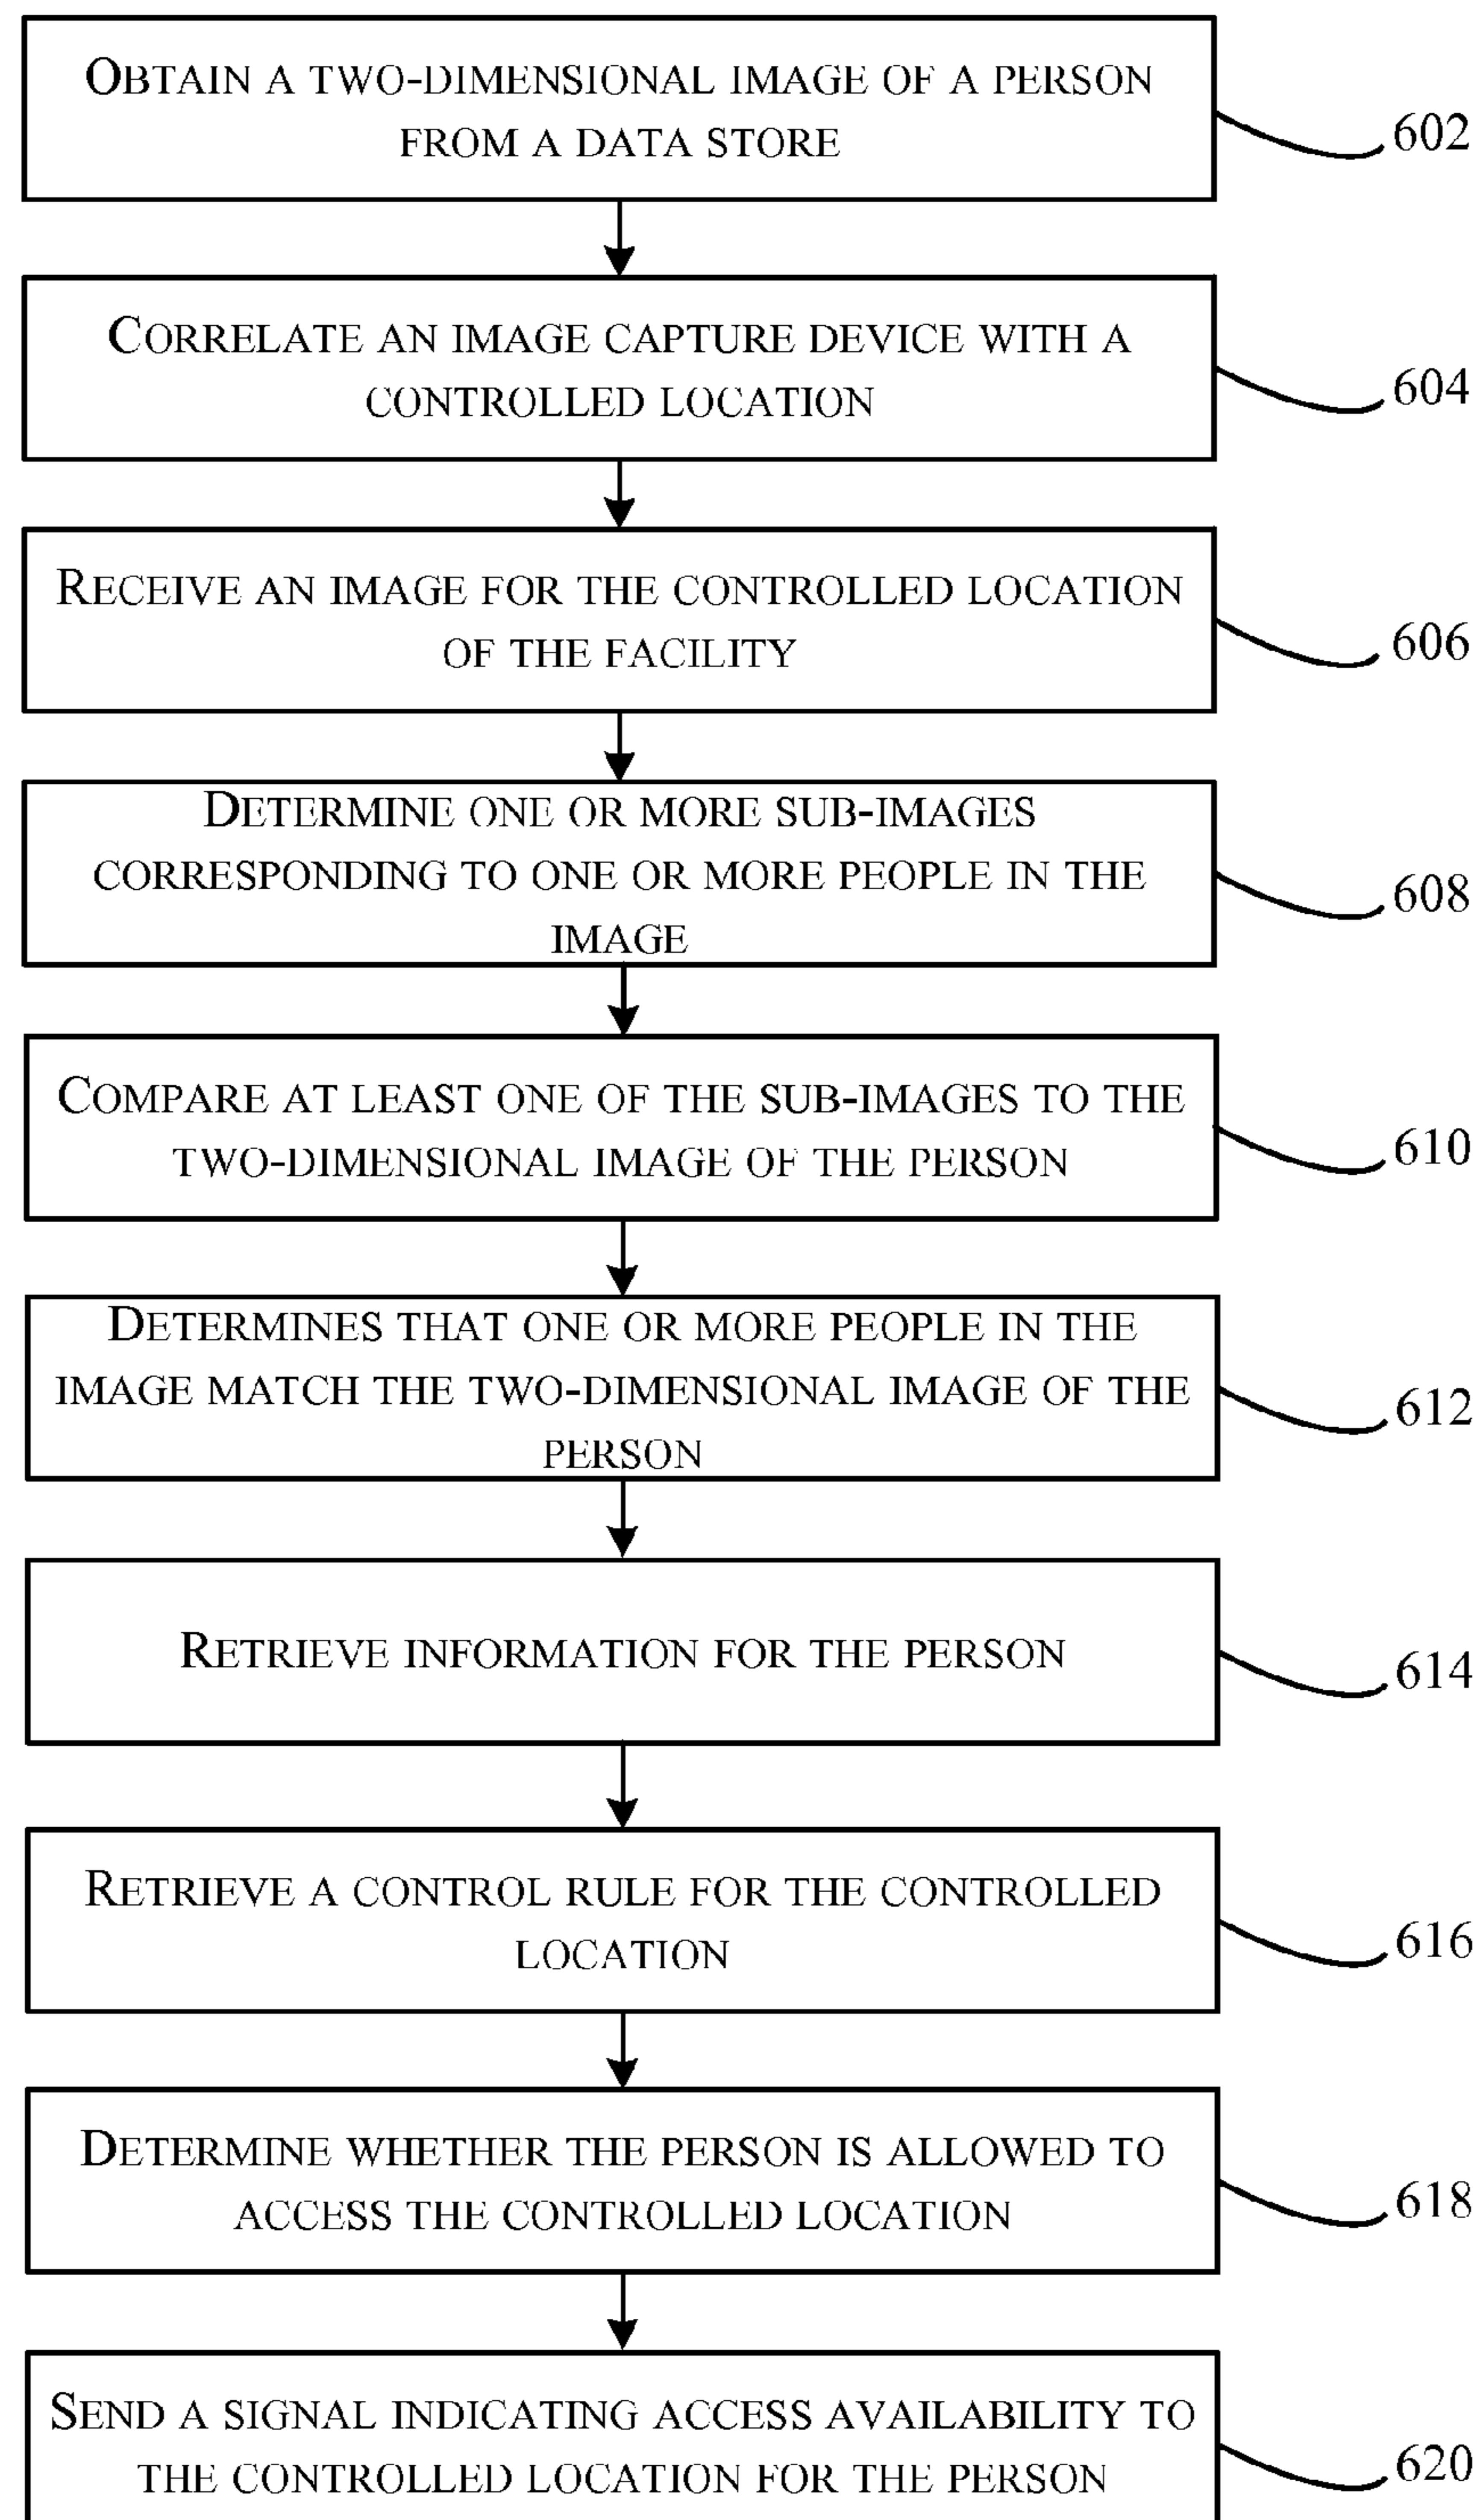 OBTAIN A TWO-DIMENSIONAL IMAGE OF A PERSON
FROM A DATA STORE
602
CORRELATE AN IMAGE CAPTURE DEVICE WITH A
CONTROLLED LOCATION
604
RECEIVE AN IMAGE FOR THE CONTROLLED LOCATION
OF THE FACILITY
606
DETERMINE ONE OR MORE SUB-IMAGES
CORRESPONDING TO ONE OR MORE PEOPLE IN THE
IMAGE
608
COMPARE AT LEAST ONE OF THE SUB-IMAGES TO THE
TWO-DIMENSIONAL IMAGE OF THE PERSON
610
DETERMINES THAT ONE OR MORE PEOPLE IN THE
IMAGE MATCH THE TWO-DIMENSIONAL IMAGE OF THE
PERSON
612
RETRIEVE INFORMATION FOR THE PERSON
614
RETRIEVE A CONTROL RULE FOR THE CONTROLLED
LOCATION
616
DETERMINE WHETHER THE PERSON IS ALLOWED TO
ACCESS THE CONTROLLED LOCATION
618
SEND A SIGNAL INDICATING ACCESS AVAILABILITY TO
THE CONTROLLED LOCATION FOR THE PERSON
620